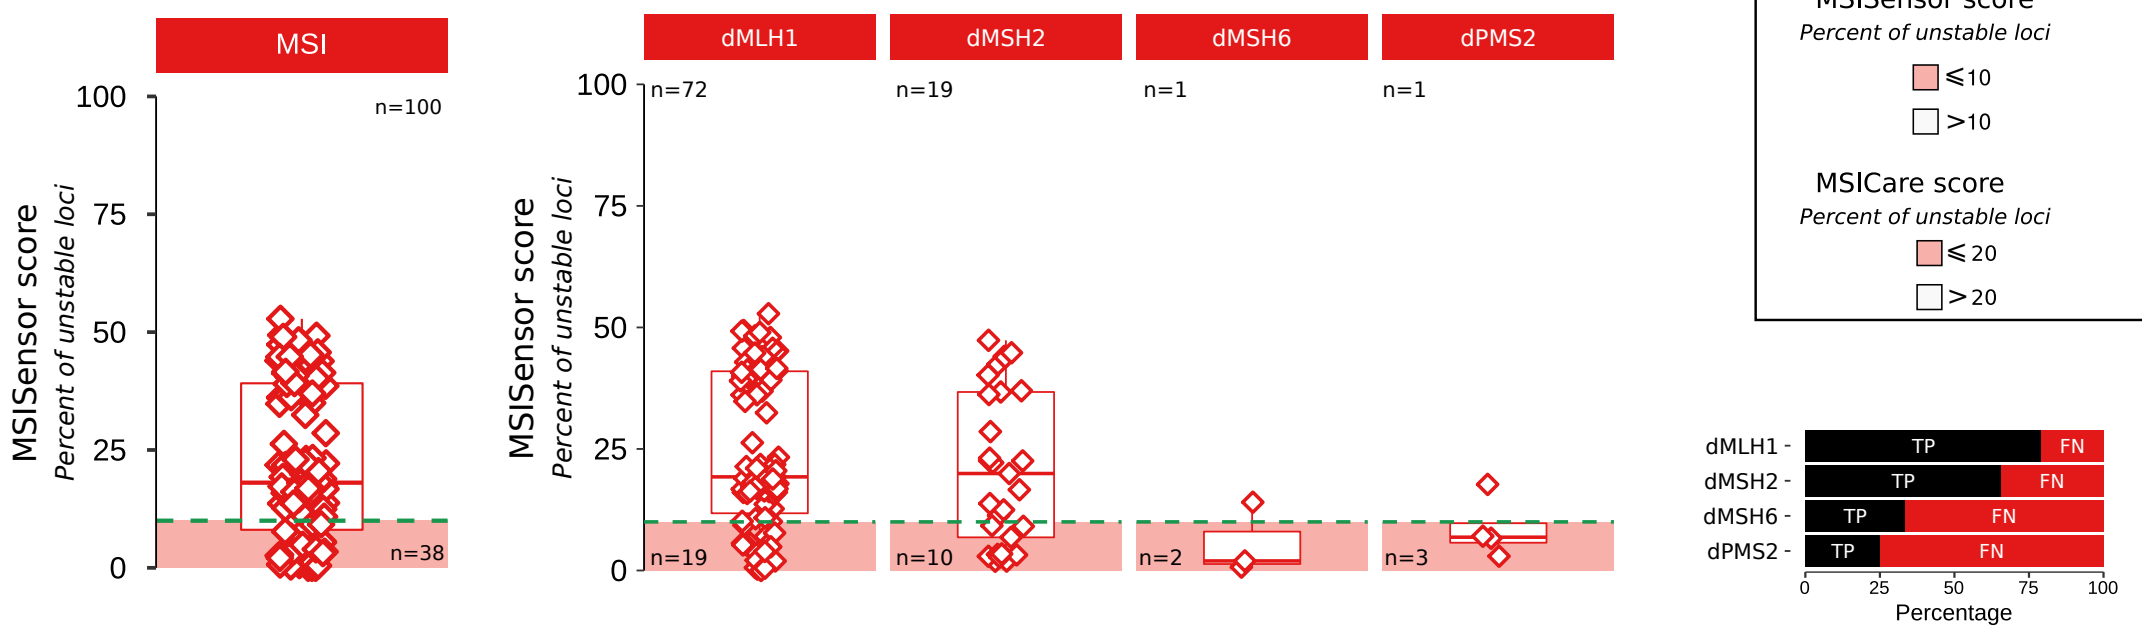 MSI
MSISensor score
Percent of unstable loci
100
75
50
25
0
n=100
n=38
MSISensor score
Percent of unstable loci
100
75
50
25
0
dMLH1
n=72
n=19
dMSH2
n=19
n=10
dMSH6
n=1
n=2
dPMS2
n=1
n=3
MSISensor score
Percent of unstable loci
⩽10
>10
MSICare score
Percent of unstable loci
⩽ 20
>20
dMLH1 TP FN
dMSH2 TP FN
dMSH6 TP FN
dPMS2 TP FN
0 25 50 75 100
Percentage